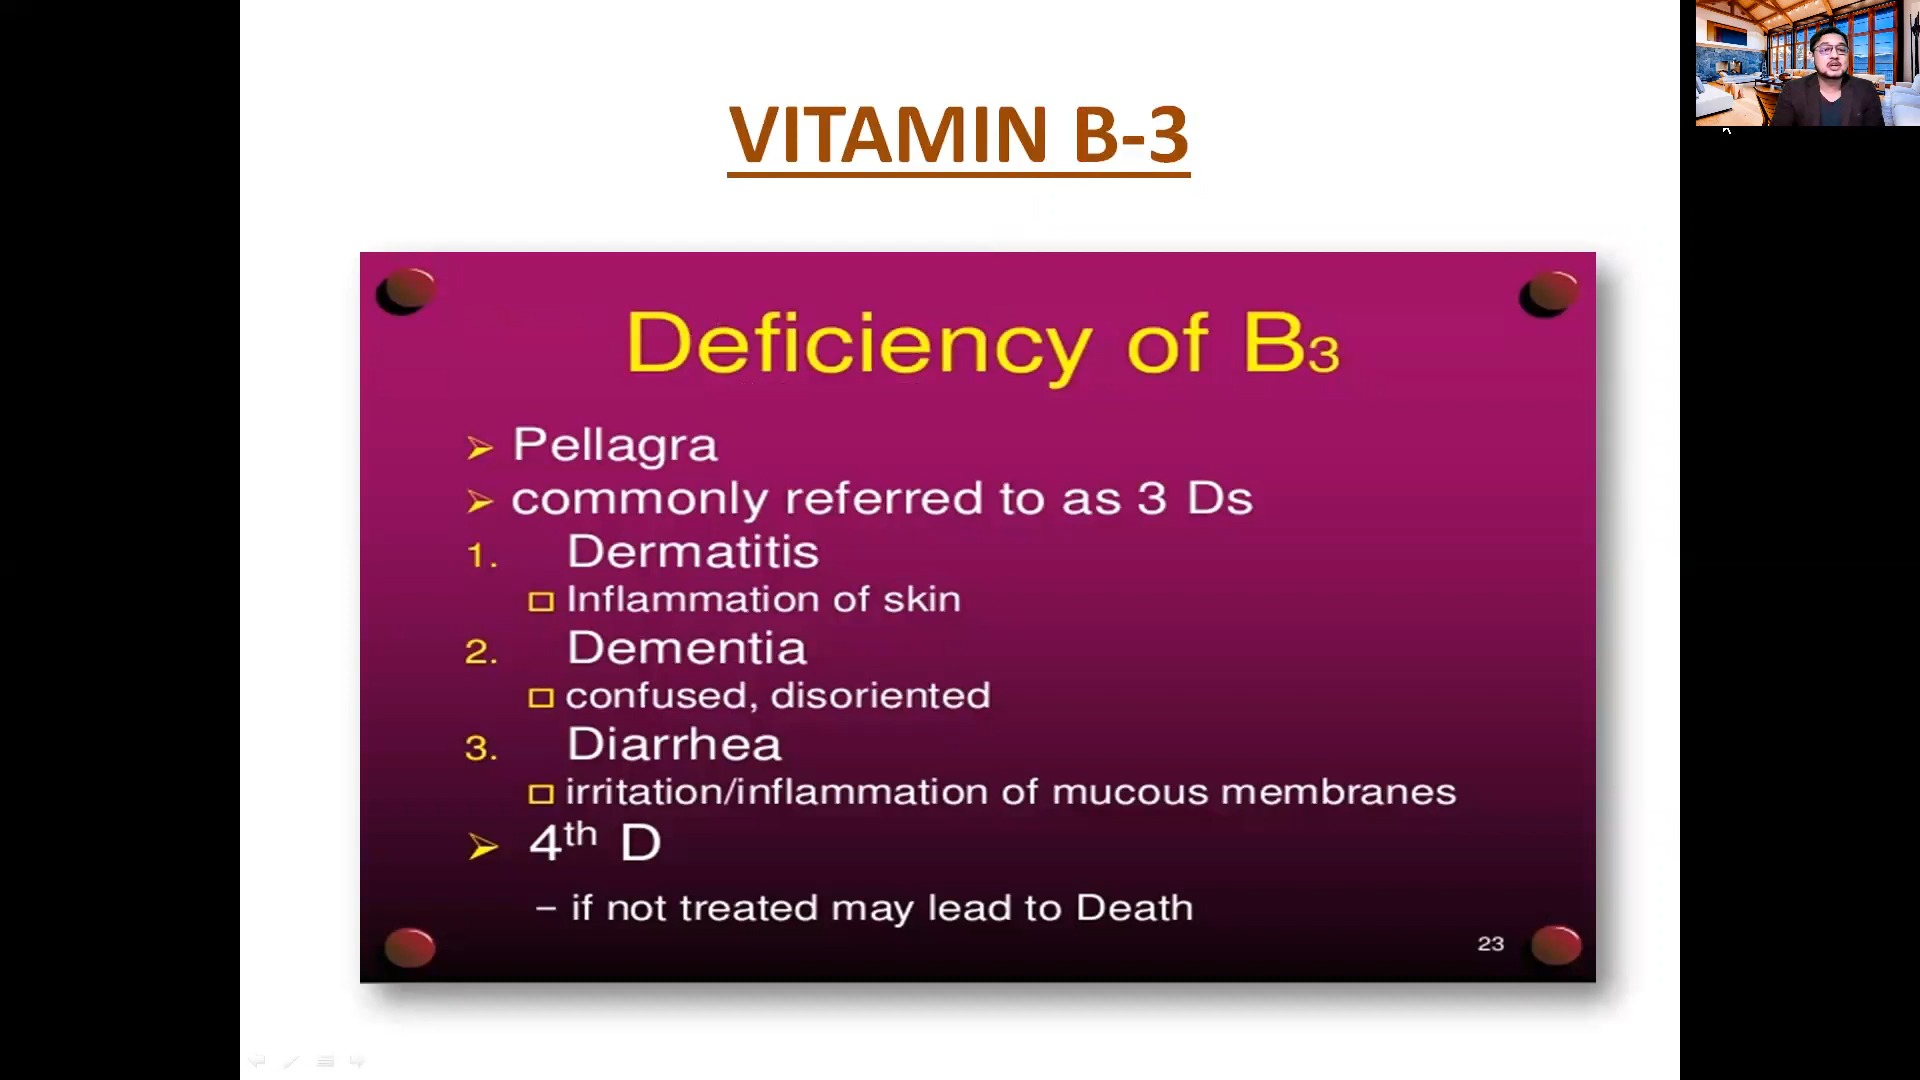 VITAMIN B-3
Deficiency of B3
➢ Pellagra
➢ commonly referred to as 3 Ds
1. Dermatitis
□ Inflammation of skin
2. Dementia
□ confused, disoriented
3. Diarrhea
□ irritation/inflammation of mucous membranes
➢ 4th D
– if not treated may lead to Death
23